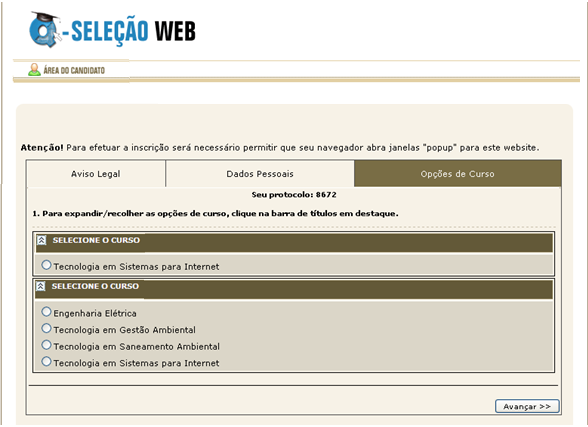 Q-SELEÇÃO WEB
ÁREA DO CANDIDATO
Atenção! Para efetuar a inscrição será necessário permitir que seu navegador abra janelas "popup" para este website.
Aviso Legal
Dados Pessoais
Opções de Curso
Seu protocolo: 8672
1. Para expandir/recolher as opções de curso, clique na barra de títulos em destaque.
SELECIONE O CURSO
Tecnologia em Sistemas para Internet
SELECIONE O CURSO
Engenharia Elétrica
Tecnologia em Gestão Ambiental
Tecnologia em Saneamento Ambiental
Tecnologia em Sistemas para Internet
Avançar >>